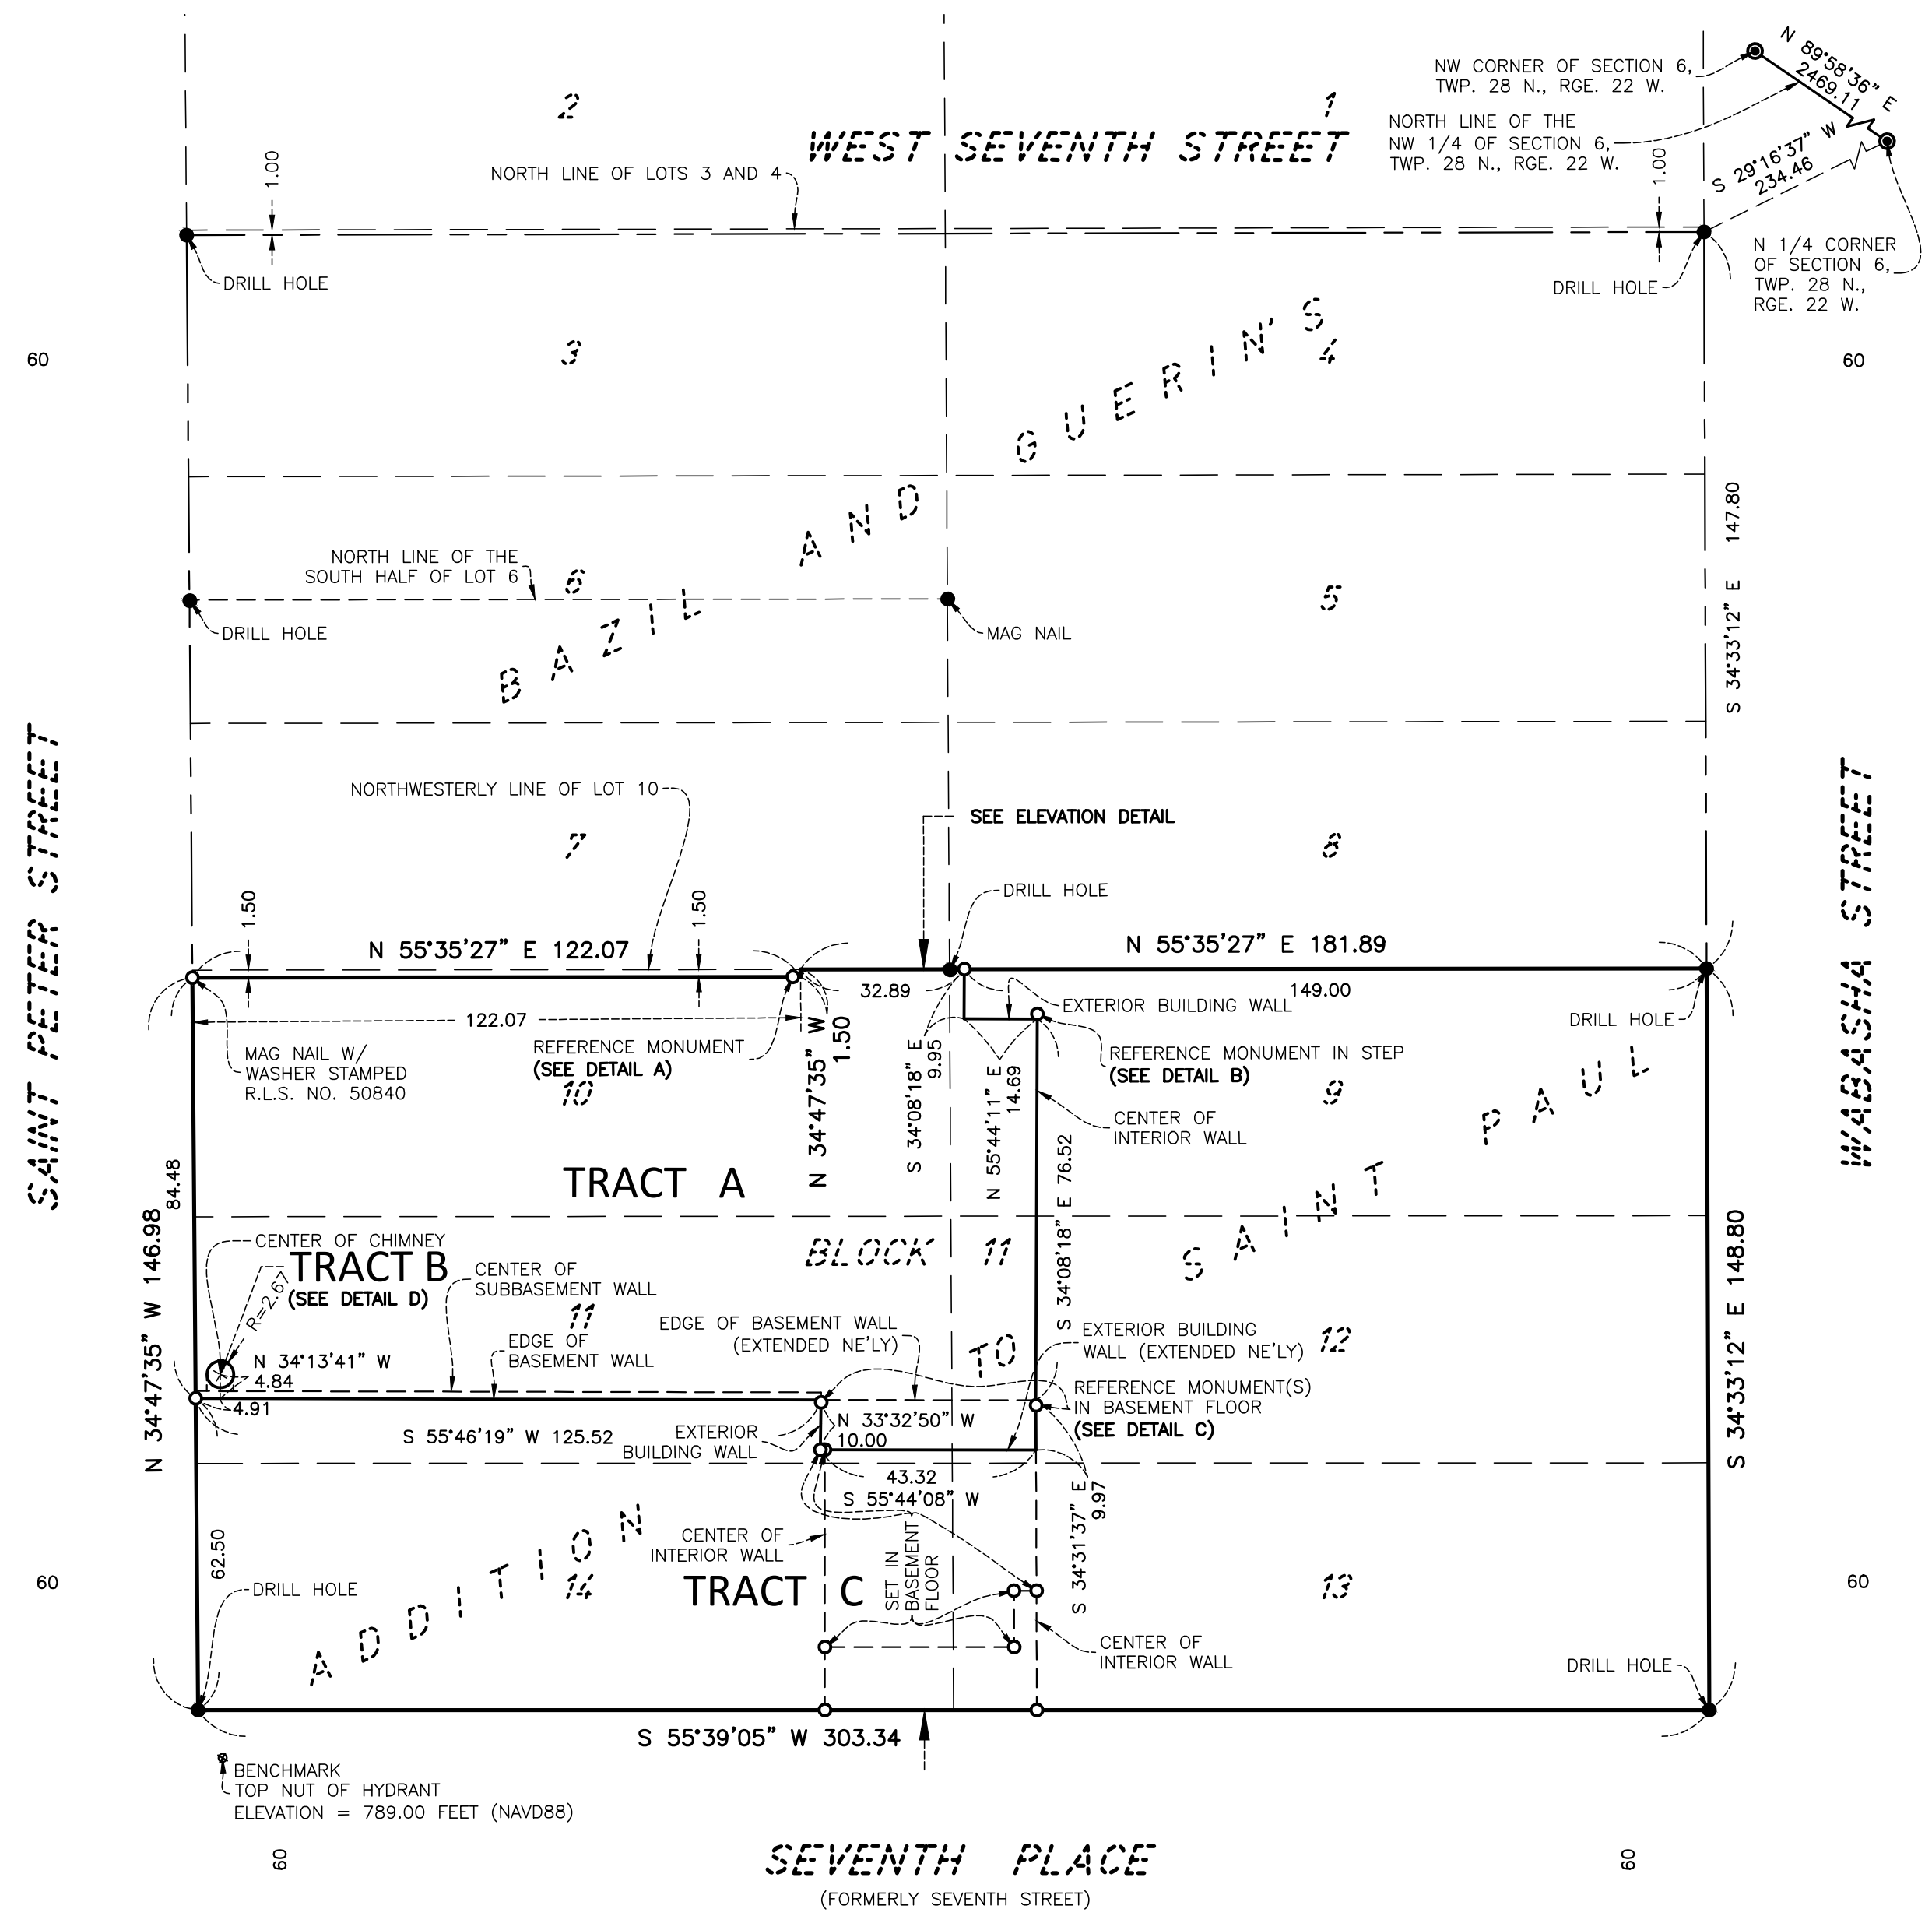 N 89°58'36" E
2469.11
NW CORNER OF SECTION 6,
TWP. 28 N., RGE. 22 W.
2
1
WEST SEVENTH STREET
NORTH LINE OF THE
NW 1/4 OF SECTION 6,
TWP. 28 N., RGE. 22 W.
S 29°16'37" W
234.46
1.00
NORTH LINE OF LOTS 3 AND 4
1.00
N 1/4 CORNER
OF SECTION 6,
TWP. 28 N.,
RGE. 22 W.
DRILL HOLE
DRILL HOLE
60
3
4
60
BAZIL AND GUERIN'S
147.80
S 34°33'12" E
NORTH LINE OF THE
SOUTH HALF OF LOT 6
6
5
DRILL HOLE
MAG NAIL
SAINT PETER STREET
WABASHA STREET
NORTHWESTERLY LINE OF LOT 10
SEE ELEVATION DETAIL
7
8
DRILL HOLE
1.50
1.50
N 55°35'27" E 122.07
N 55°35'27" E 181.89
32.89
149.00
122.07
EXTERIOR BUILDING WALL
DRILL HOLE
MAG NAIL W/
WASHER STAMPED
R.L.S. NO. 50840
REFERENCE MONUMENT
(SEE DETAIL A)
N 34°47'35" W
1.50
S 34°08'18" E
9.95
N 55°44'11" E
14.69
REFERENCE MONUMENT IN STEP
(SEE DETAIL B)
10
9
CENTER OF
INTERIOR WALL
S 34°08'18" E 76.52
TRACT A
84.48
N 34°47'35" W 146.98
S 34°33'12" E 148.80
ADDITION TO SAINT PAUL
BLOCK 11
CENTER OF CHIMNEY
TRACT B
(SEE DETAIL D)
R=2.67
CENTER OF
SUBBASEMENT WALL
11
12
EDGE OF
BASEMENT WALL
EDGE OF BASEMENT WALL
(EXTENDED NE'LY)
EXTERIOR BUILDING
WALL (EXTENDED NE'LY)
N 34°13'41" W
4.84
4.91
REFERENCE MONUMENT(S)
IN BASEMENT FLOOR
(SEE DETAIL C)
S 55°46'19" W 125.52
EXTERIOR
BUILDING WALL
N 33°32'50" W
10.00
43.32
S 55°44'08" W
S 34°31'37" E
9.97
62.50
CENTER OF
INTERIOR WALL
SET IN
BASEMENT
FLOOR
DRILL HOLE
14
TRACT C
13
60
60
CENTER OF
INTERIOR WALL
DRILL HOLE
S 55°39'05" W 303.34
BENCHMARK
TOP NUT OF HYDRANT
ELEVATION = 789.00 FEET (NAVD88)
60
60
SEVENTH PLACE
(FORMERLY SEVENTH STREET)